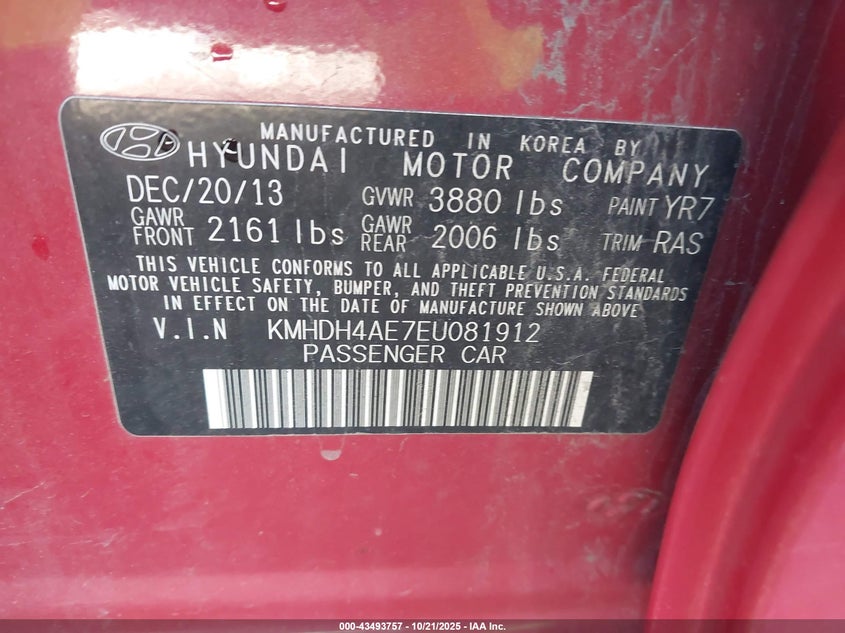 MANUFACTURED IN KOREA BY
HYUNDAI MOTOR COMPANY
DEC/20/13 GVWR 3880 lbs PAINT YR7
GAWR FRONT 2161 lbs GAWR REAR 2006 lbs TRIM RAS
THIS VEHICLE CONFORMS TO ALL APPLICABLE U.S.A. FEDERAL
MOTOR VEHICLE SAFETY, BUMPER, AND THEFT PREVENTION STANDARDS
IN EFFECT ON THE DATE OF MANUFACTURE SHOWN ABOVE
V.I.N KMHDH4AE7EU081912
PASSENGER CAR
000-43493757 - 10/21/2025 - IAA Inc.